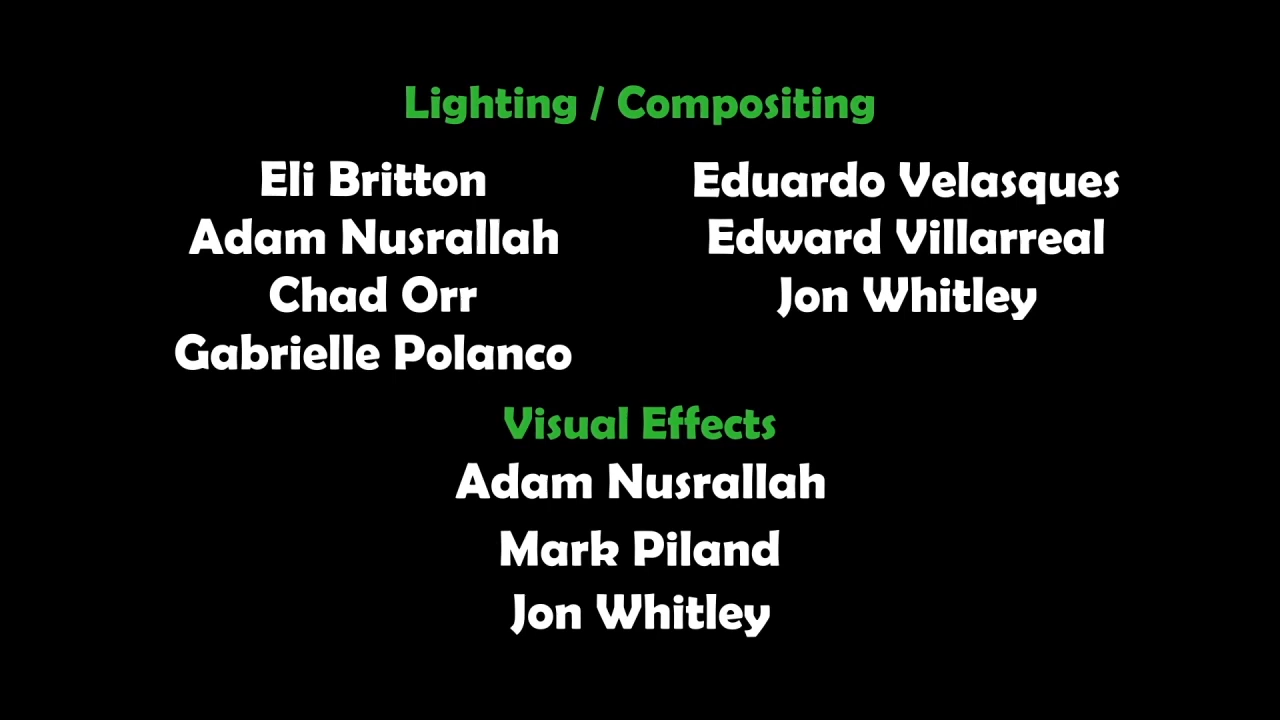 Lighting / Compositing
Eli Britton
Adam Nusrallah
Chad Orr
Gabrielle Polanco
Eduardo Velasques
Edward Villarreal
Jon Whitley
Visual Effects
Adam Nusrallah
Mark Piland
Jon Whitley